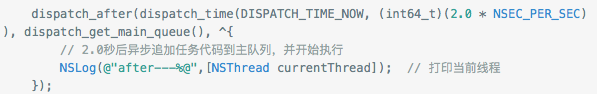 dispatch_after(dispatch_time(DISPATCH_TIME_NOW, (int64_t)(2.0 * NSEC_PER_SEC)
), dispatch_get_main_queue(), ^{
// 2.0秒后异步追加任务代码到主队列，并开始执行
NSLog(@"after---%@",[NSThread currentThread]);  // 打印当前线程
});